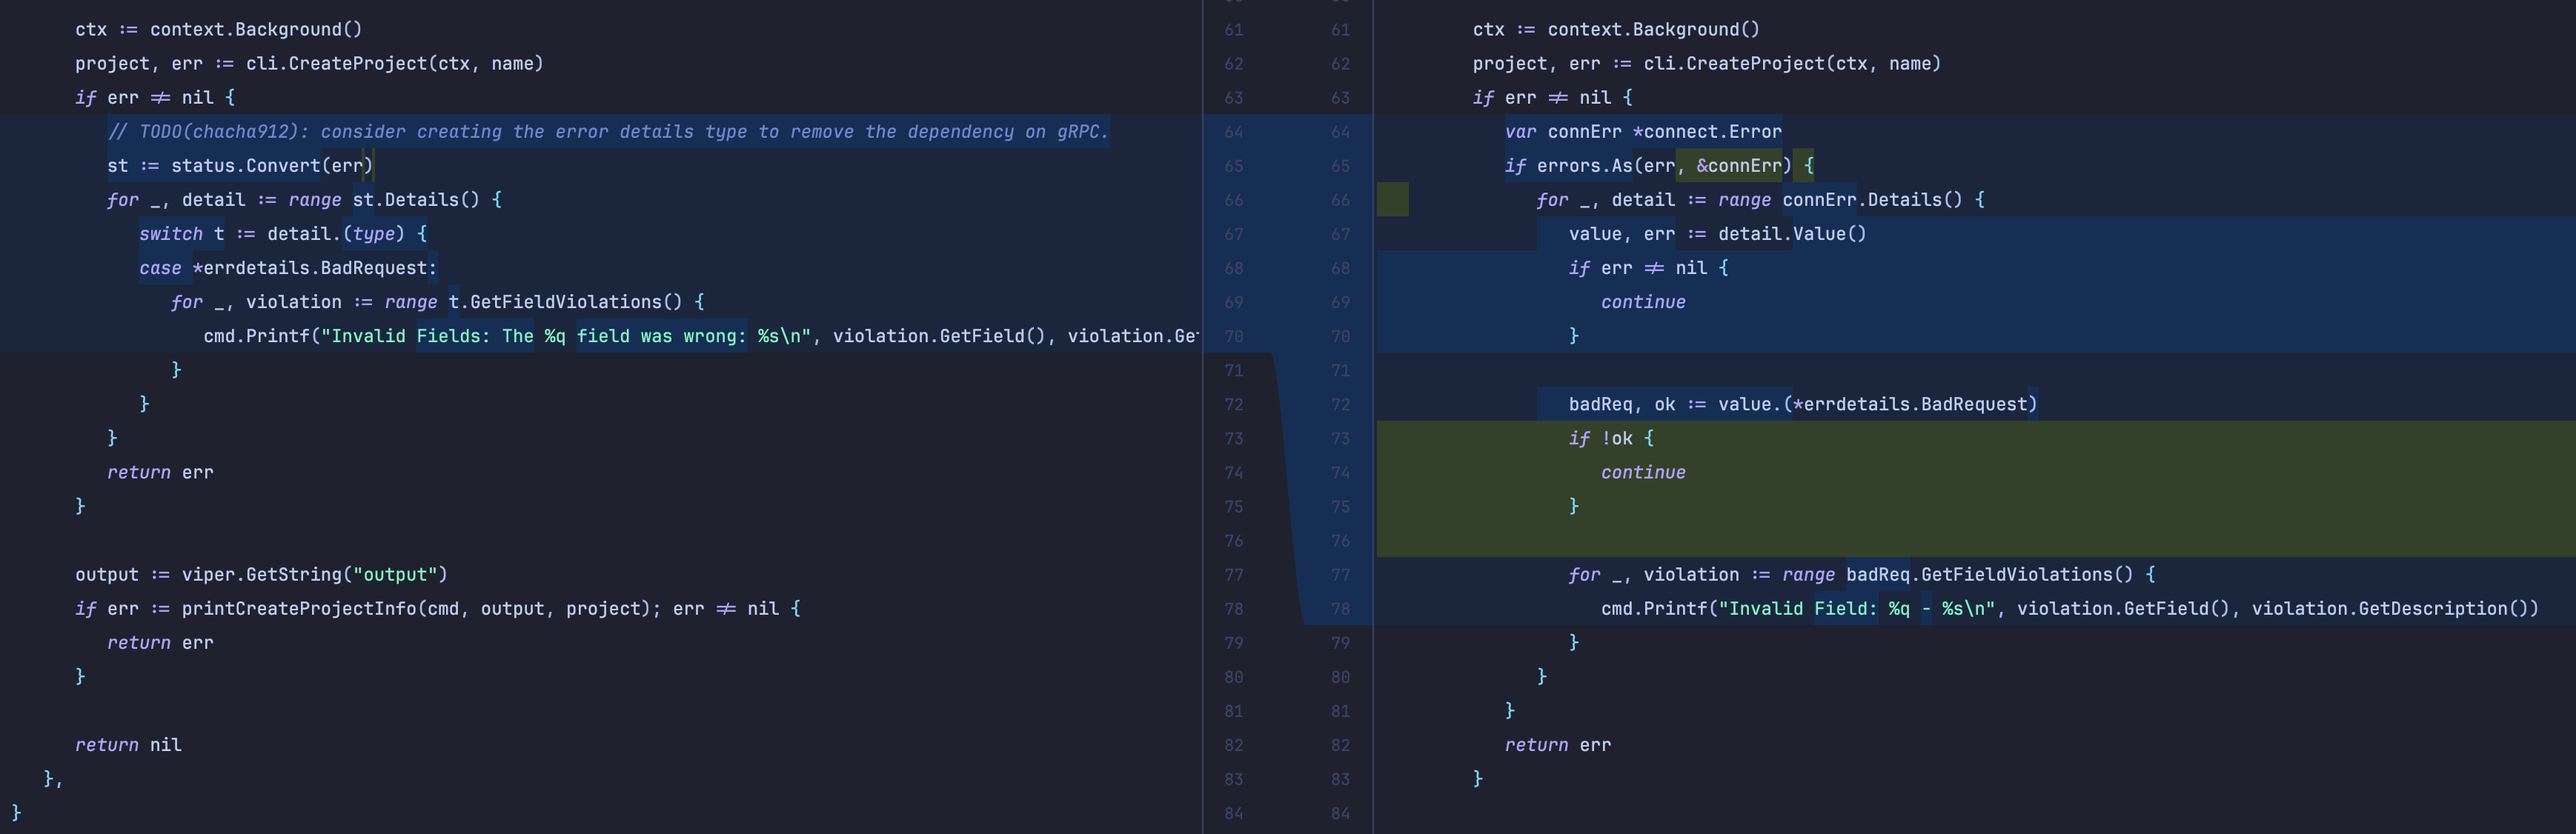 ctx := context.Background()
project, err := cli.CreateProject(ctx, name)
if err != nil {
// TODO(chacha912): consider creating the error details type to remove the dependency on gRPC.
st := status.Convert(err)
for _, detail := range st.Details() {
switch t := detail.(type) {
case *errdetails.BadRequest:
for _, violation := range t.GetFieldViolations() {
cmd.Printf("Invalid Fields: The %q field was wrong: %s\n", violation.GetField(), violation.Get
}
}
}
return err
}
output := viper.GetString("output")
if err := printCreateProjectInfo(cmd, output, project); err != nil {
return err
}
return nil
},
}
61 61
62 62
63 63
64 64
65 65
66 66
67 67
68 68
69 69
70 70
71 71
72 72
73 73
74 74
75 75
76 76
77 77
78 78
79 79
80 80
81 81
82 82
83 83
84 84
ctx := context.Background()
project, err := cli.CreateProject(ctx, name)
if err != nil {
var connErr *connect.Error
if errors.As(err, &connErr) {
for _, detail := range connErr.Details() {
value, err := detail.Value()
if err != nil {
continue
}
badReq, ok := value.(*errdetails.BadRequest)
if !ok {
continue
}
for _, violation := range badReq.GetFieldViolations() {
cmd.Printf("Invalid Field: %q - %s\n", violation.GetField(), violation.GetDescription())
}
}
}
return err
}